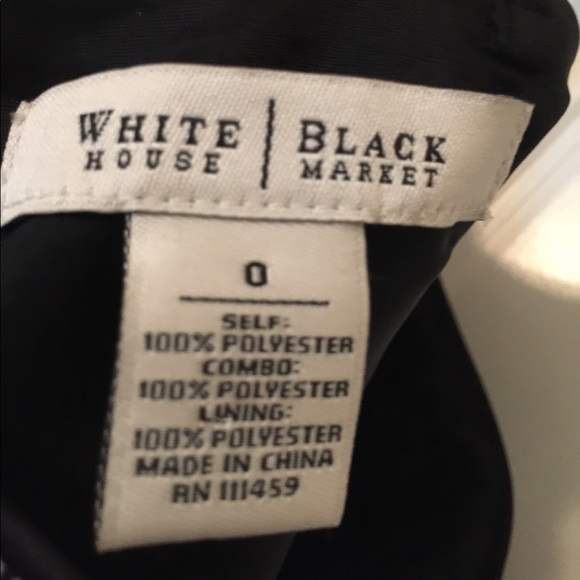 WHITE | BLACK
HOUSE | MARKET
0
SELF:
100% POLYESTER
COMBO:
100% POLYESTER
LINING:
100% POLYESTER
MADE IN CHINA
RN 111459